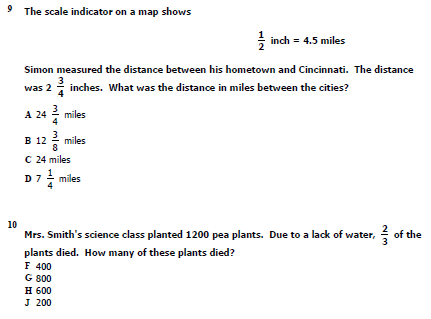 9 The scale indicator on a map shows
1/2 inch = 4.5 miles
Simon measured the distance between his hometown and Cincinnati. The distance
was 2 3/4 inches. What was the distance in miles between the cities?
A 24 3/4 miles
B 12 3/8 miles
C 24 miles
D 7 1/4 miles
10 Mrs. Smith's science class planted 1200 pea plants. Due to a lack of water, 2/3 of the
plants died. How many of these plants died?
F 400
G 800
H 600
J 200